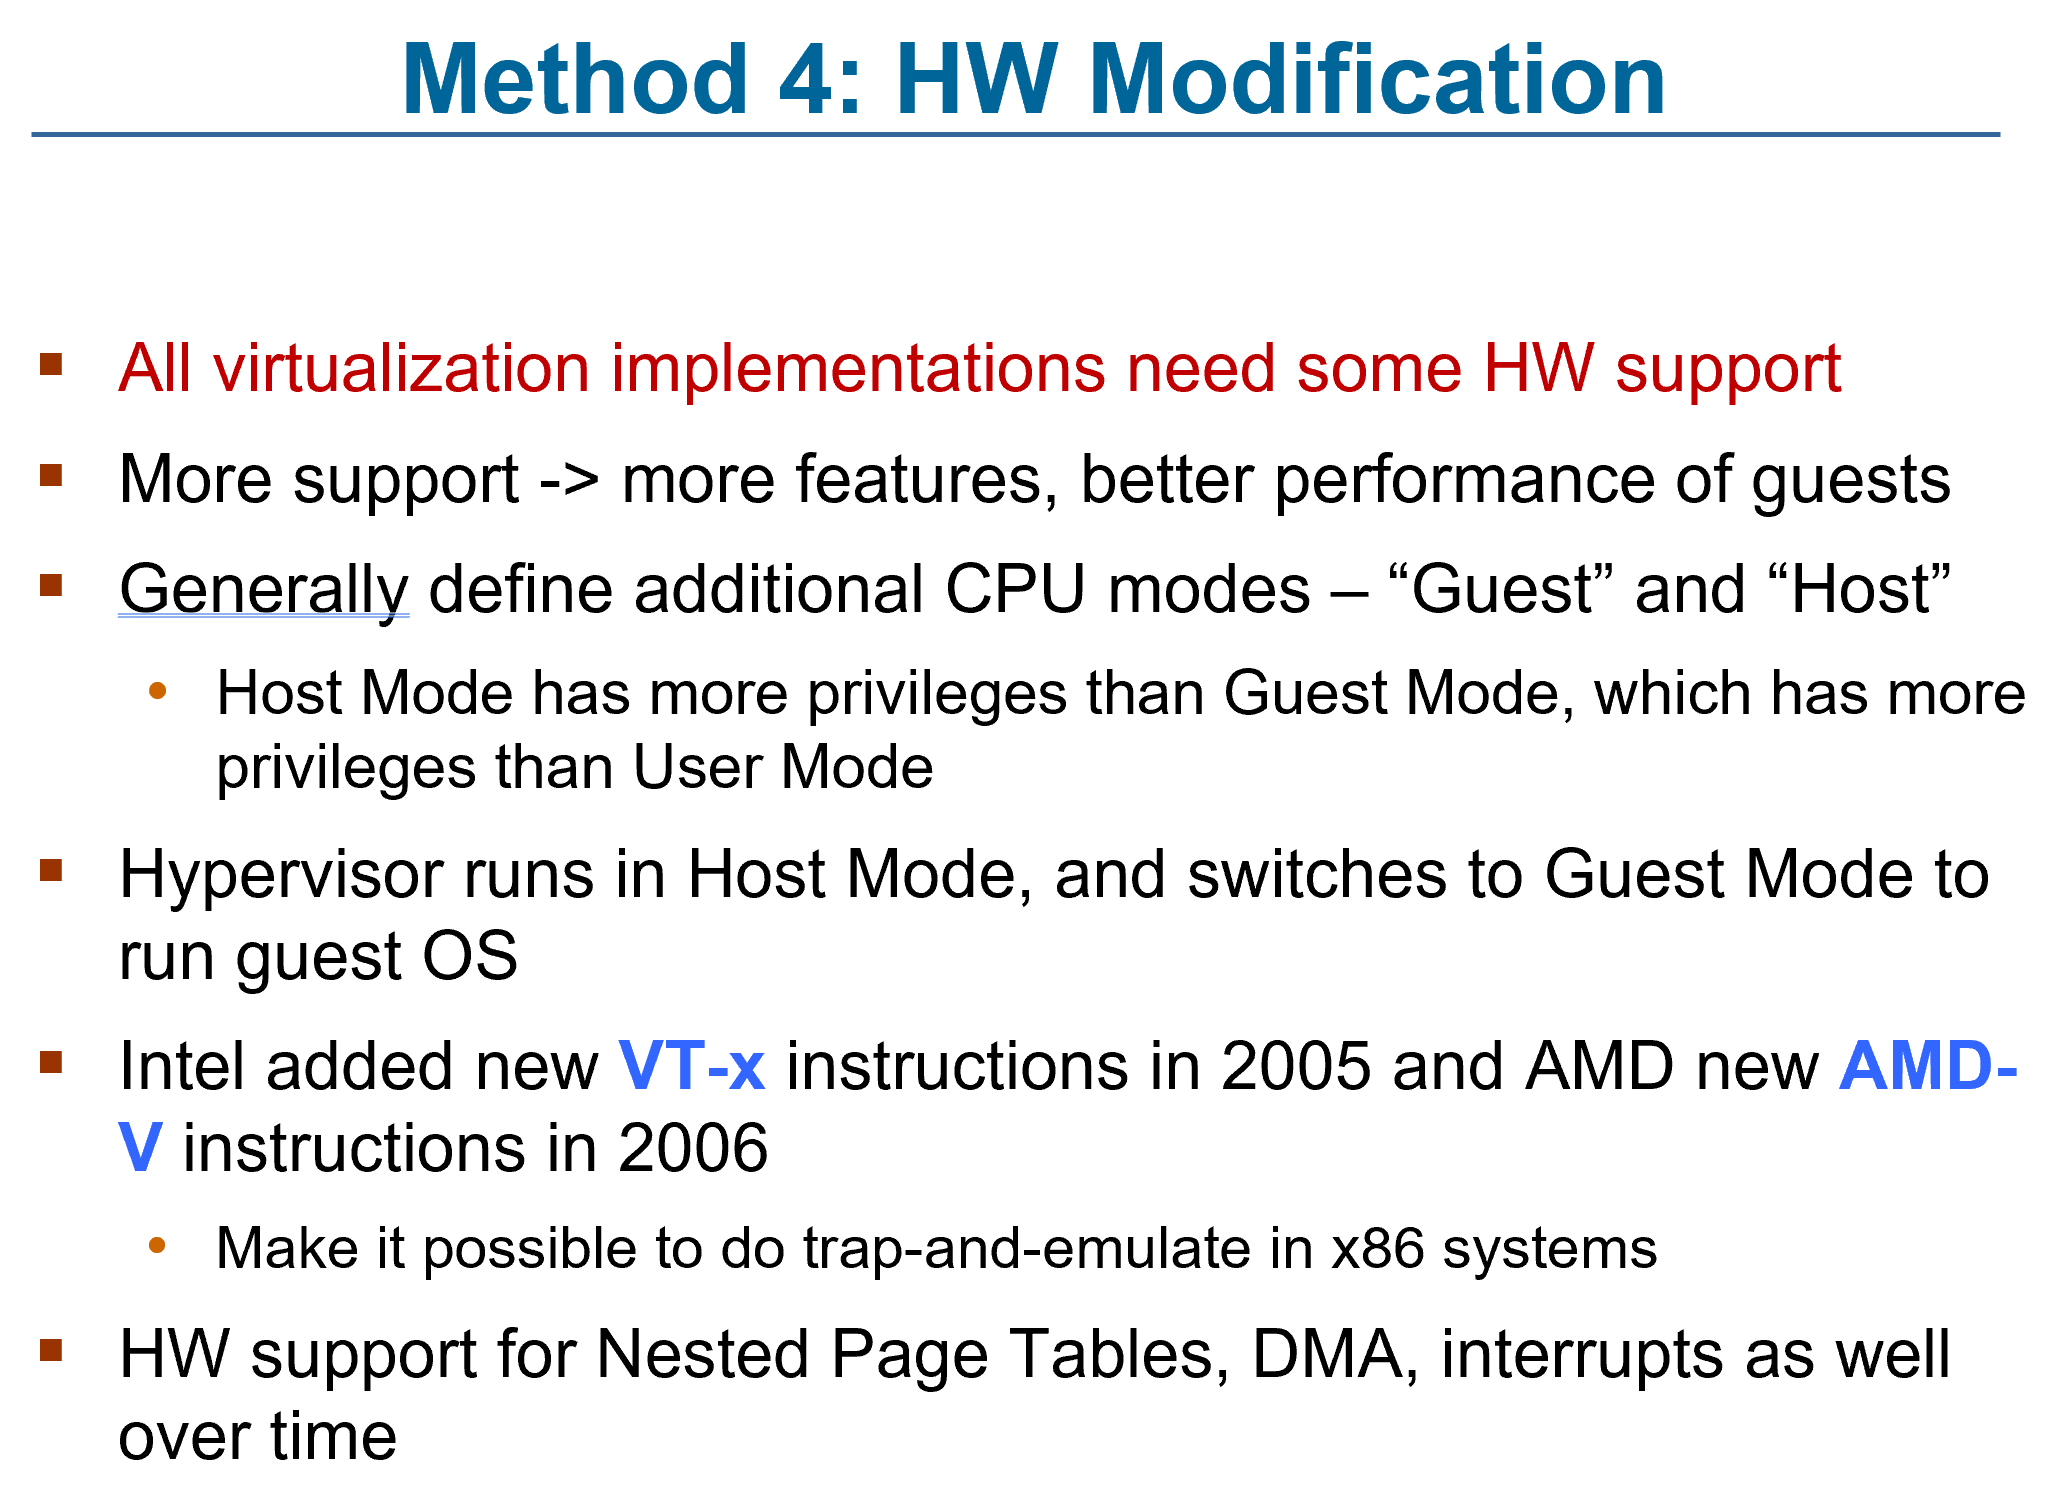 Method 4: HW Modification
All virtualization implementations need some HW support
More support -> more features, better performance of guests
Generally define additional CPU modes – “Guest” and “Host”
Host Mode has more privileges than Guest Mode, which has more
privileges than User Mode
Hypervisor runs in Host Mode, and switches to Guest Mode to
run guest OS
Intel added new VT-x instructions in 2005 and AMD new AMD-
V instructions in 2006
Make it possible to do trap-and-emulate in x86 systems
HW support for Nested Page Tables, DMA, interrupts as well
over time